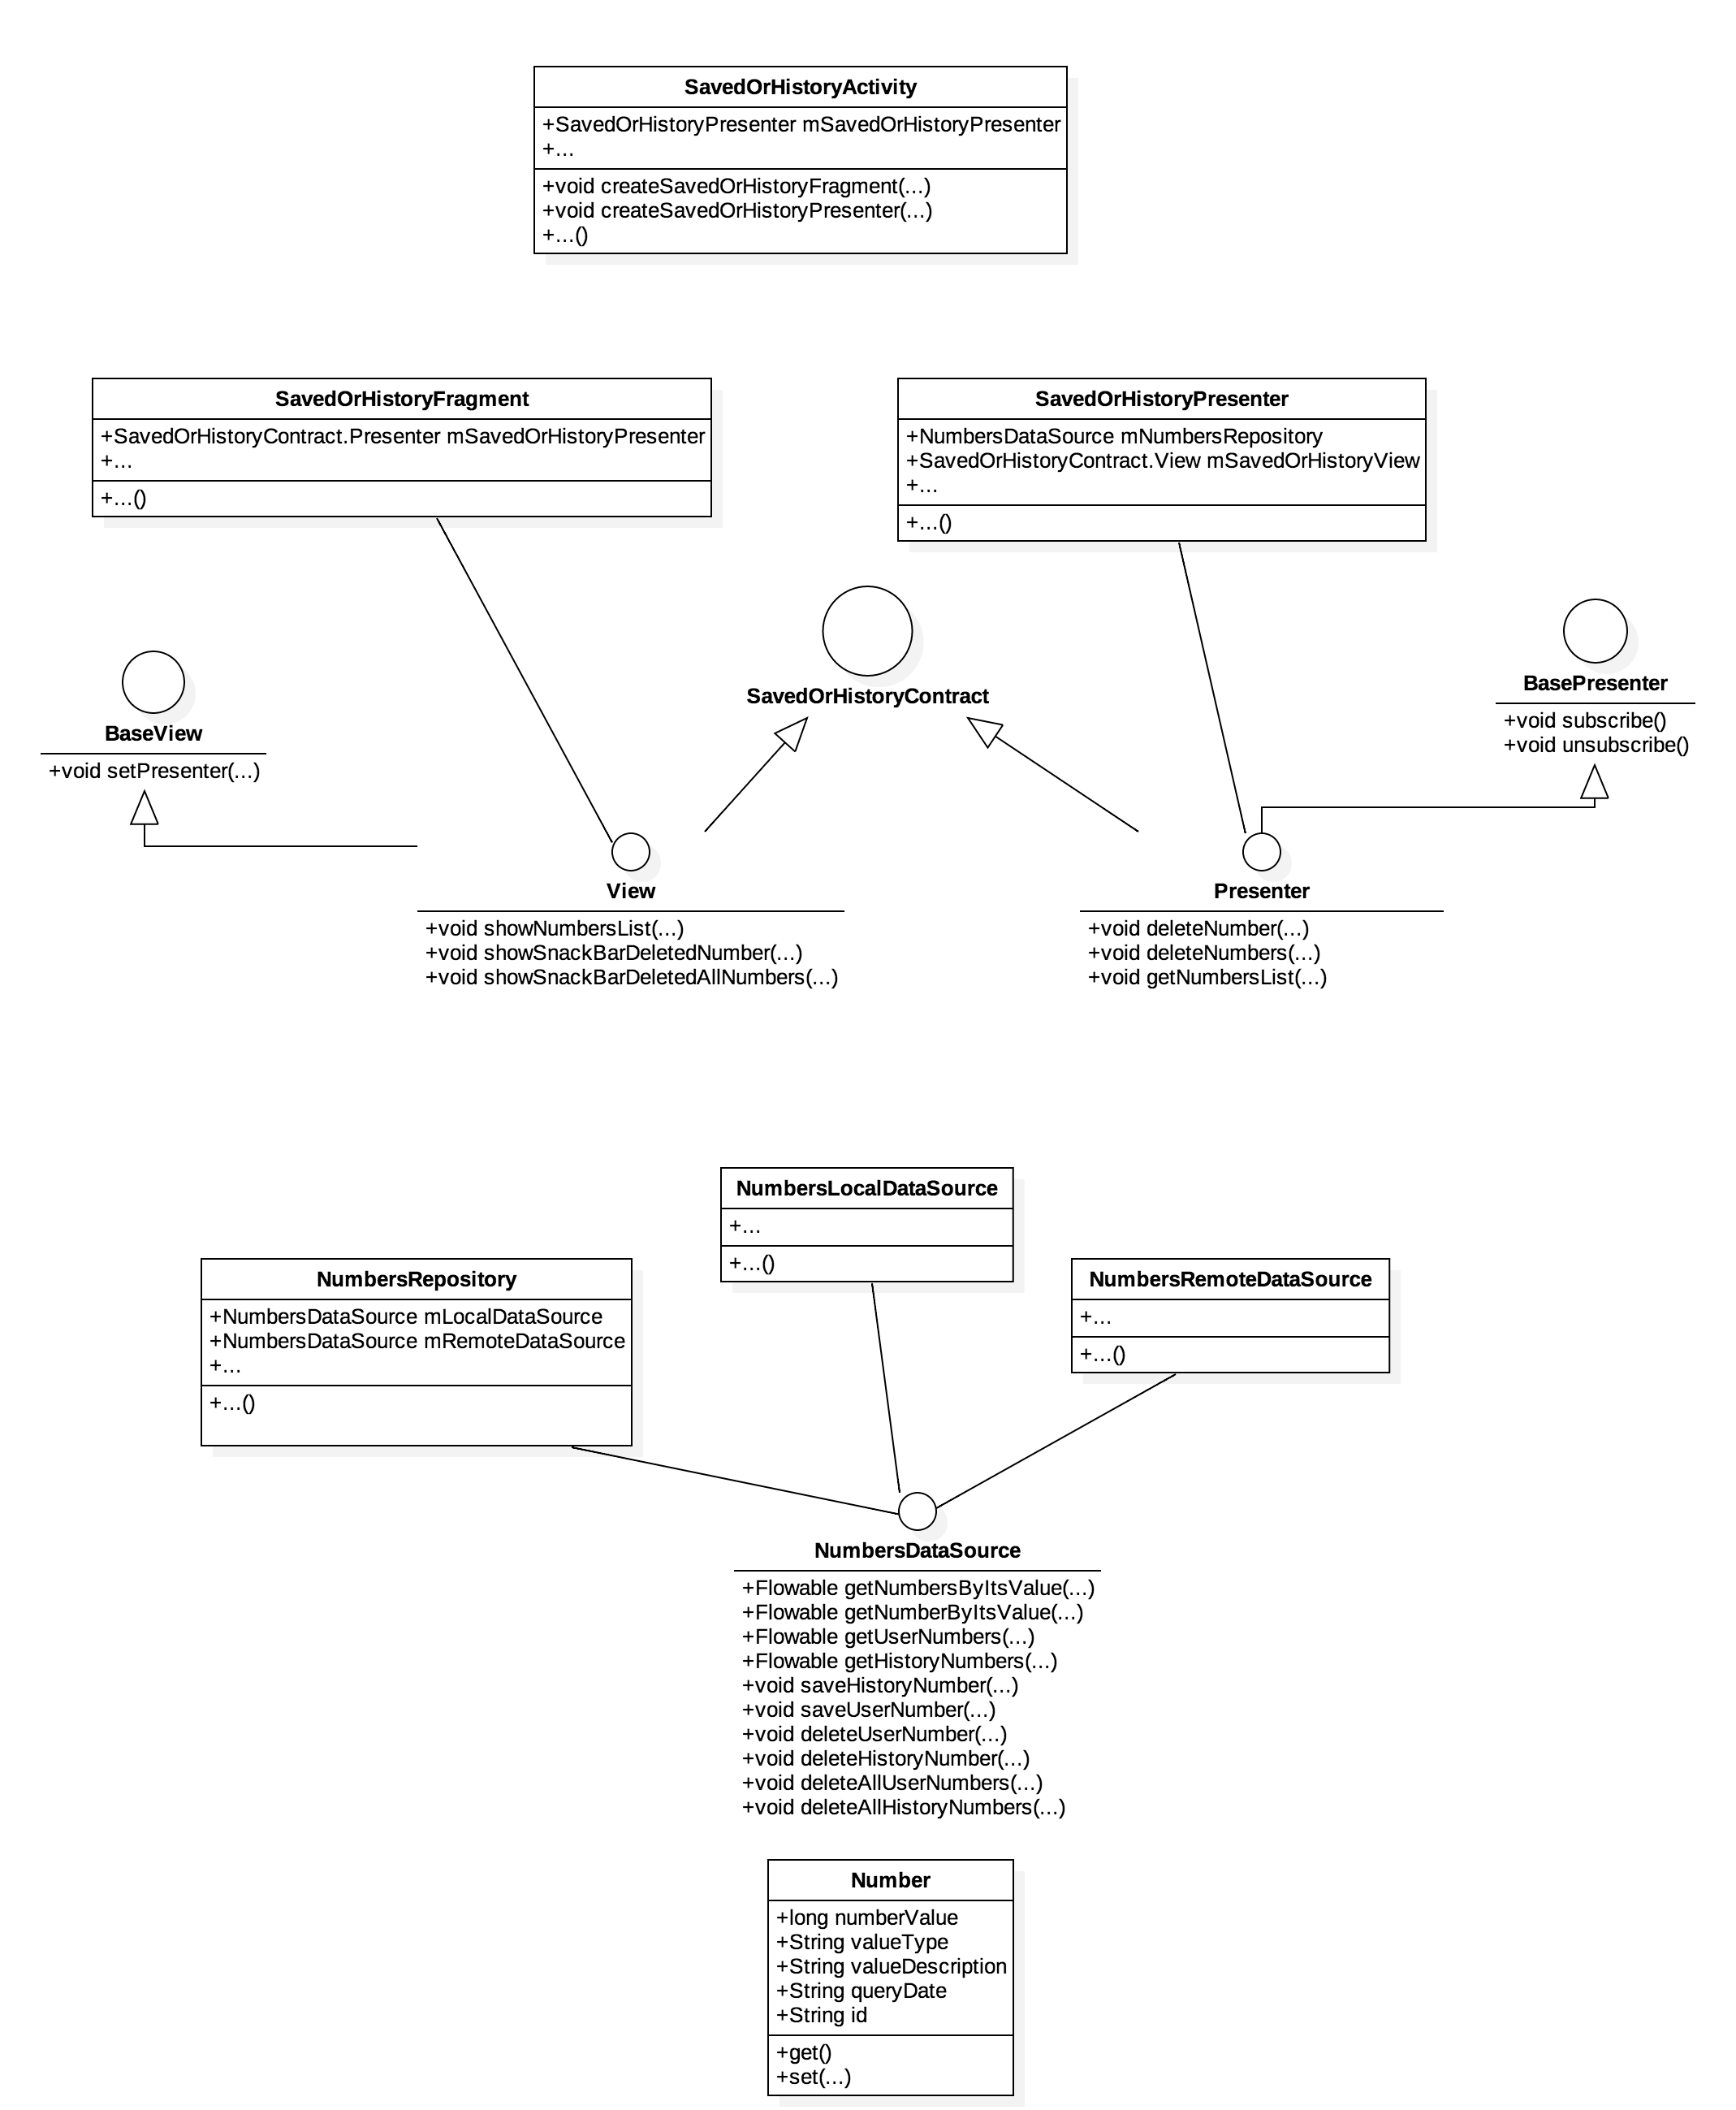 SavedOrHistoryActivity
+SavedOrHistoryPresenter mSavedOrHistoryPresenter
+...
+void createSavedOrHistoryFragment(...)
+void createSavedOrHistoryPresenter(...)
+...()
SavedOrHistoryFragment
+SavedOrHistoryContract.Presenter mSavedOrHistoryPresenter
+...
+...()
SavedOrHistoryPresenter
+NumbersDataSource mNumbersRepository
+SavedOrHistoryContract.View mSavedOrHistoryView
+...
+...()
SavedOrHistoryContract
BaseView
+void setPresenter(...)
BasePresenter
+void subscribe()
+void unsubscribe()
View
+void showNumbersList(...)
+void showSnackBarDeletedNumber(...)
+void showSnackBarDeletedAllNumbers(...)
Presenter
+void deleteNumber(...)
+void deleteNumbers(...)
+void getNumbersList(...)
NumbersLocalDataSource
+...
+...()
NumbersRepository
+NumbersDataSource mLocalDataSource
+NumbersDataSource mRemoteDataSource
+...
+...()
NumbersRemoteDataSource
+...
+...()
NumbersDataSource
+Flowable getNumbersByItsValue(...)
+Flowable getNumberByItsValue(...)
+Flowable getUserNumbers(...)
+Flowable getHistoryNumbers(...)
+void saveHistoryNumber(...)
+void saveUserNumber(...)
+void deleteUserNumber(...)
+void deleteHistoryNumber(...)
+void deleteAllUserNumbers(...)
+void deleteAllHistoryNumbers(...)
Number
+long numberValue
+String valueType
+String valueDescription
+String queryDate
+String id
+get()
+set(...)